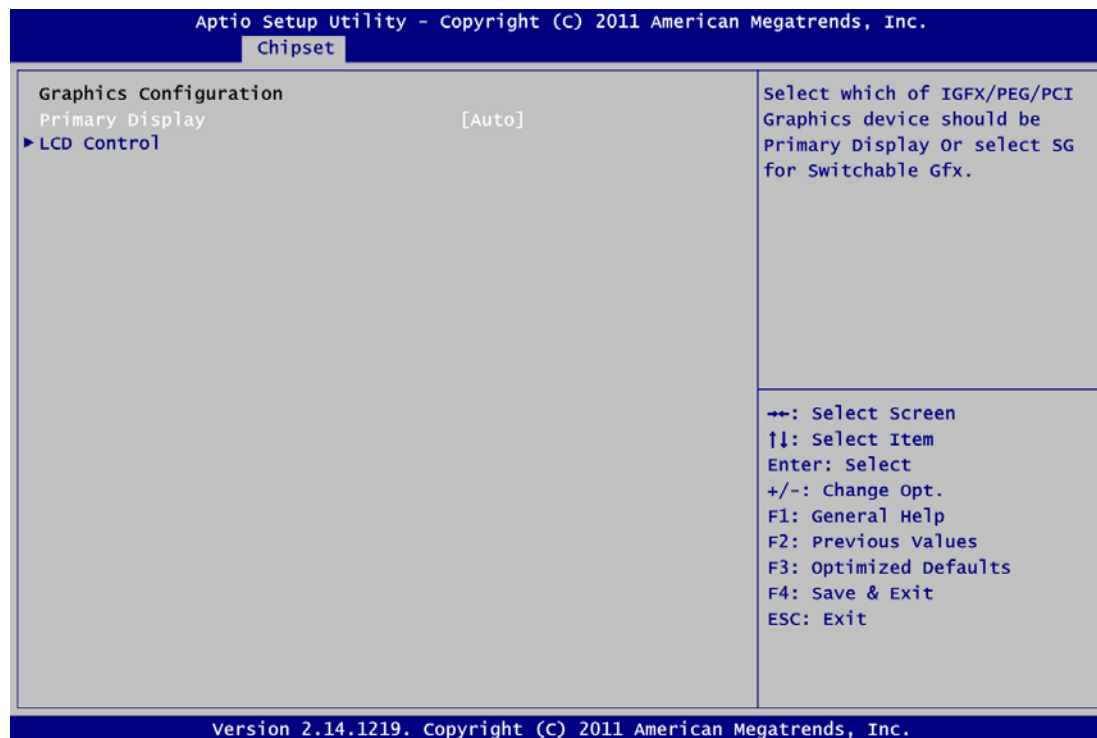 Aptio Setup Utility - Copyright (C) 2011 American Megatrends, Inc.
Chipset
Graphics Configuration
Primary Display [Auto]
►LCD Control
Select which of IGFX/PEG/PCI
Graphics device should be
Primary Display Or select SG
for Switchable Gfx.
→←: Select Screen
↑↓: Select Item
Enter: Select
+/-: Change Opt.
F1: General Help
F2: Previous Values
F3: Optimized Defaults
F4: Save & Exit
ESC: Exit
Version 2.14.1219. Copyright (C) 2011 American Megatrends, Inc.